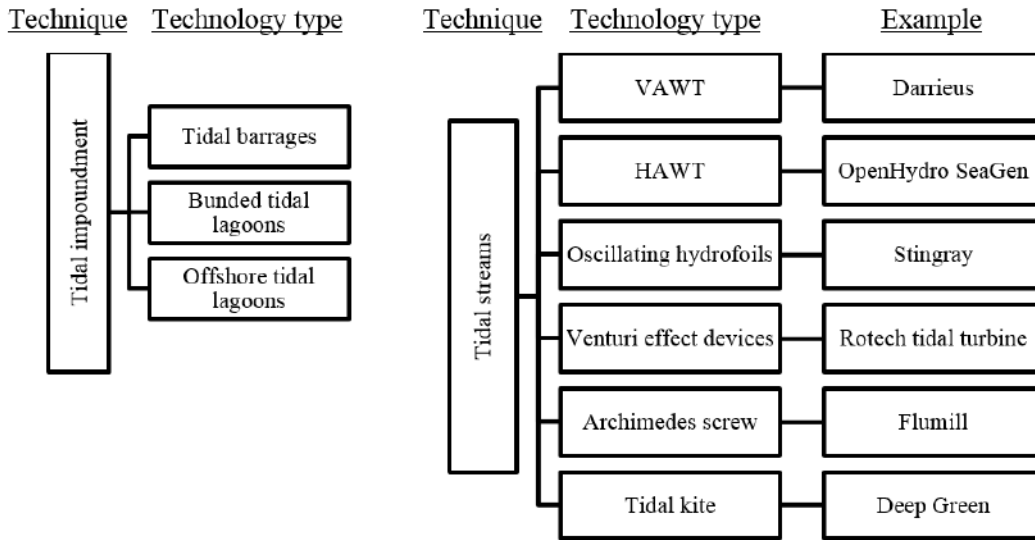 Technique
Technology type
Tidal impoundment
Tidal barrages
Bunded tidal
lagoons
Offshore tidal
lagoons
Technique
Technology type
Example
Tidal streams
VAWT
Darrieus
HAWT
OpenHydro SeaGen
Oscillating hydrofoils
Stingray
Venturi effect devices
Rotech tidal turbine
Archimedes screw
Flumill
Tidal kite
Deep Green